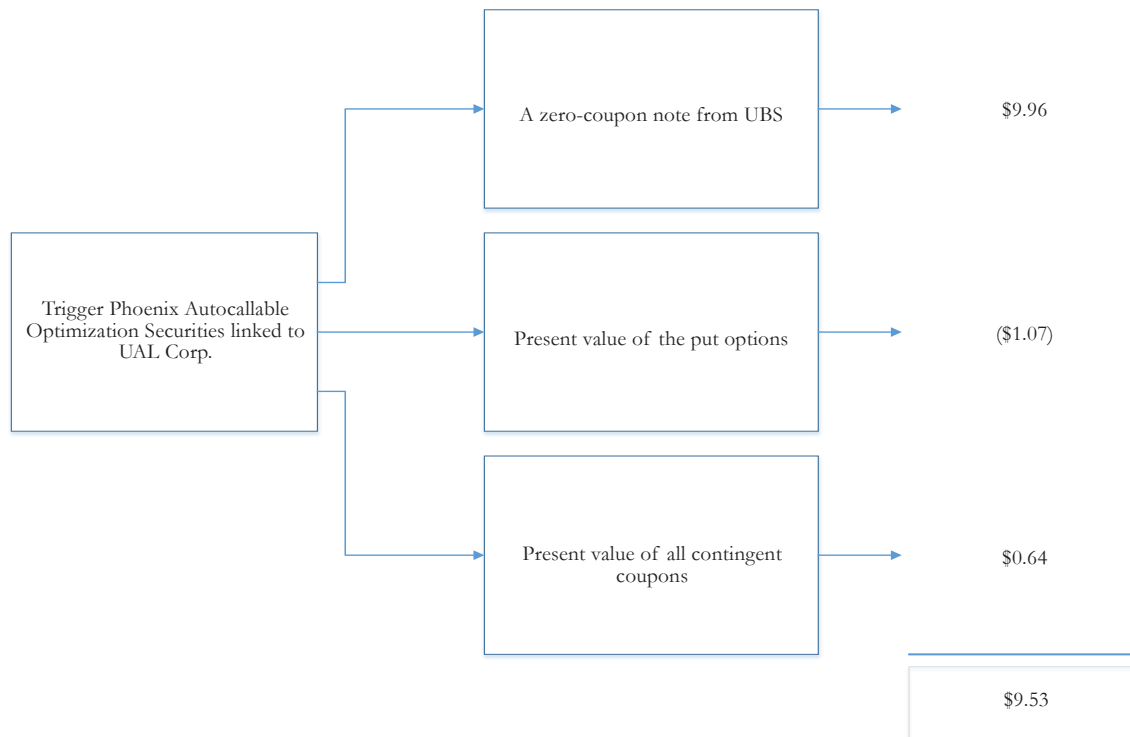 A zero-coupon note from UBS
$9.96
Trigger Phoenix Autocallable
Optimization Securities linked to
UAL Corp.
Present value of the put options
($1.07)
Present value of all contingent
coupons
$0.64
$9.53